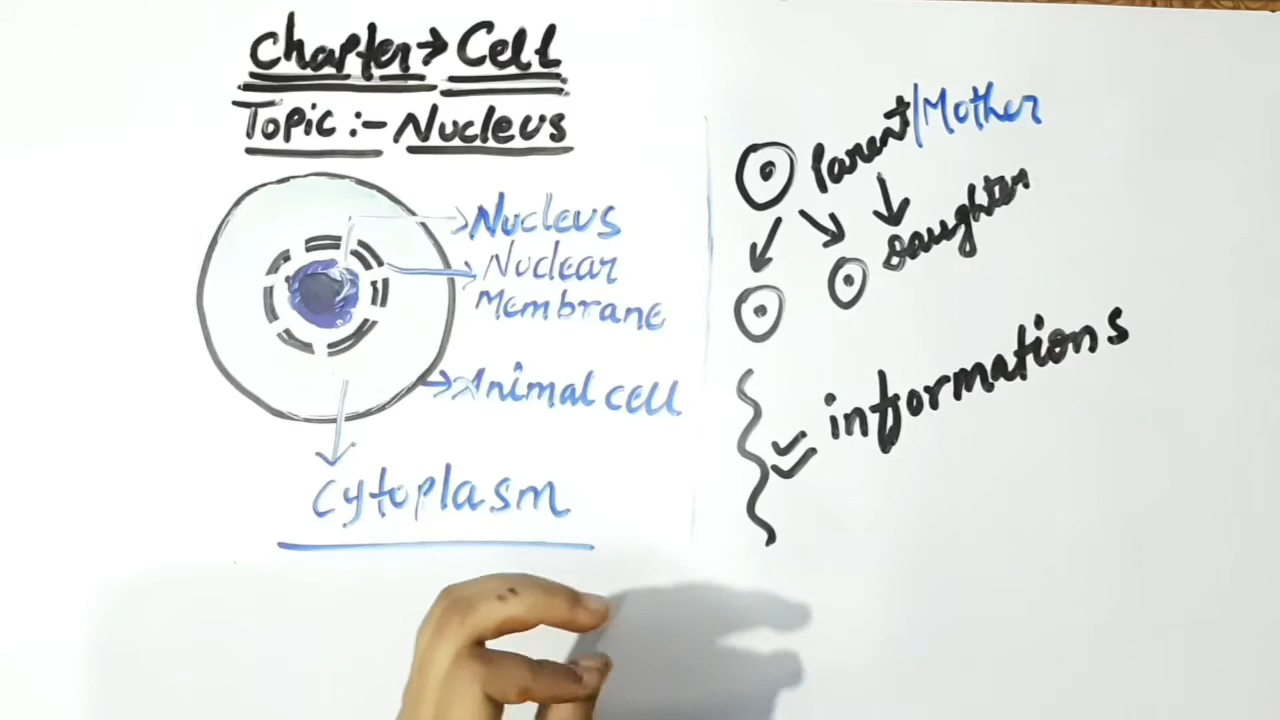 Chapter → Cell
Topic :- Nucleus
Nucleus
Nuclear
Membrane
Animal cell
Cytoplasm
Parent/Mother
Daughter
informations